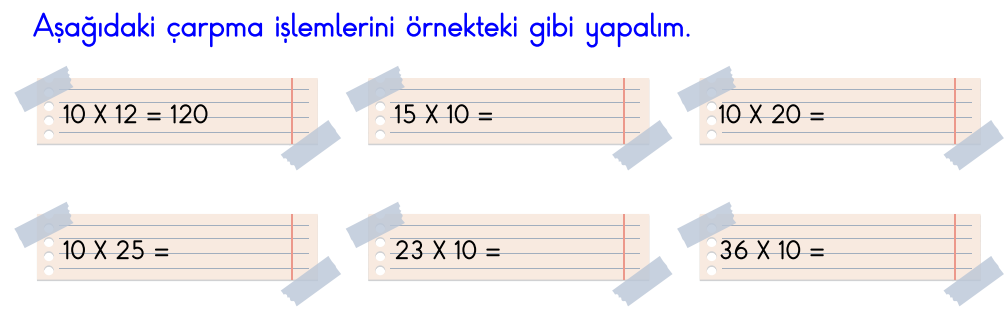 Aşağıdaki çarpma işlemlerini örnekteki gibi yapalım.
10 X 12 = 120
15 X 10 =
10 X 20 =
10 X 25 =
23 X 10 =
36 X 10 =